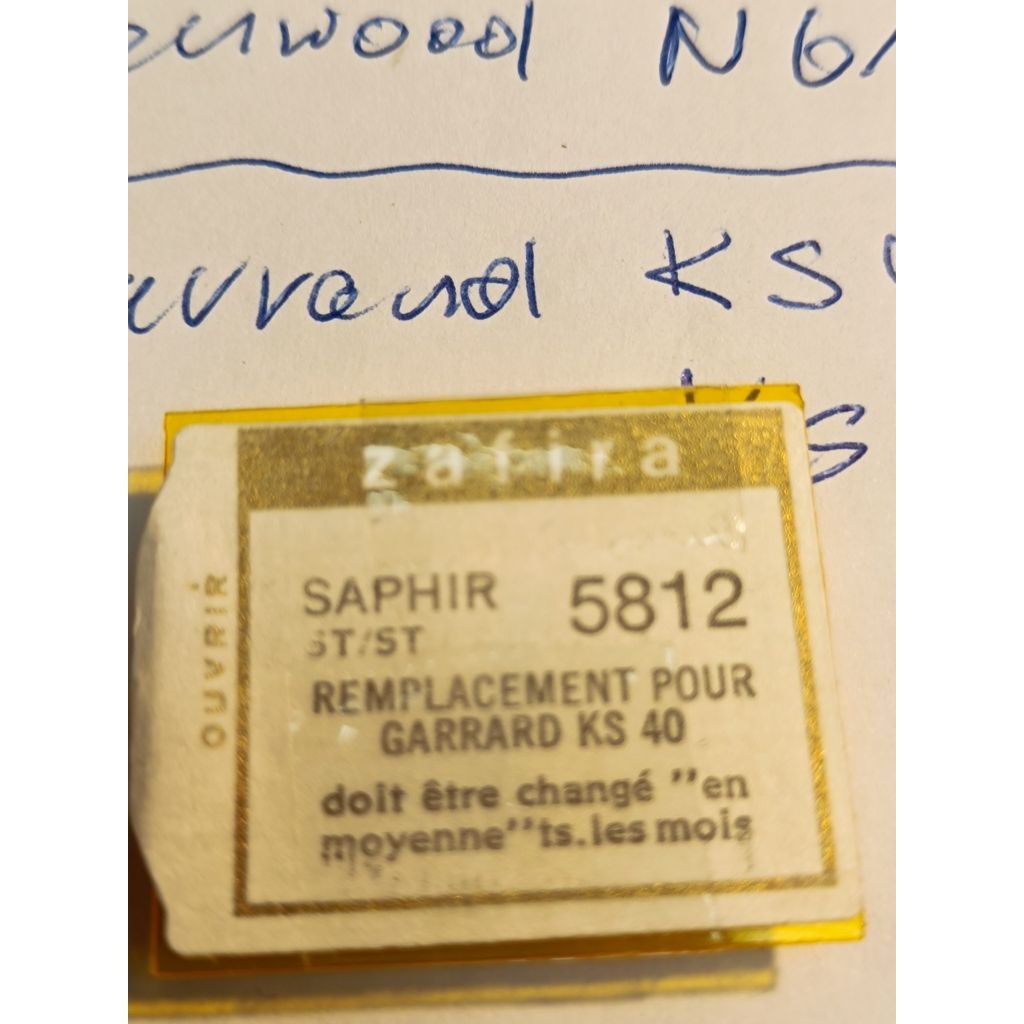 N 6
KS
S
zafira
OUVRIR
SAPHIR 5812
ST/ST
REMPLACEMENT POUR
GARRARD KS 40
doit être changé "en
moyenne" ts. les mois